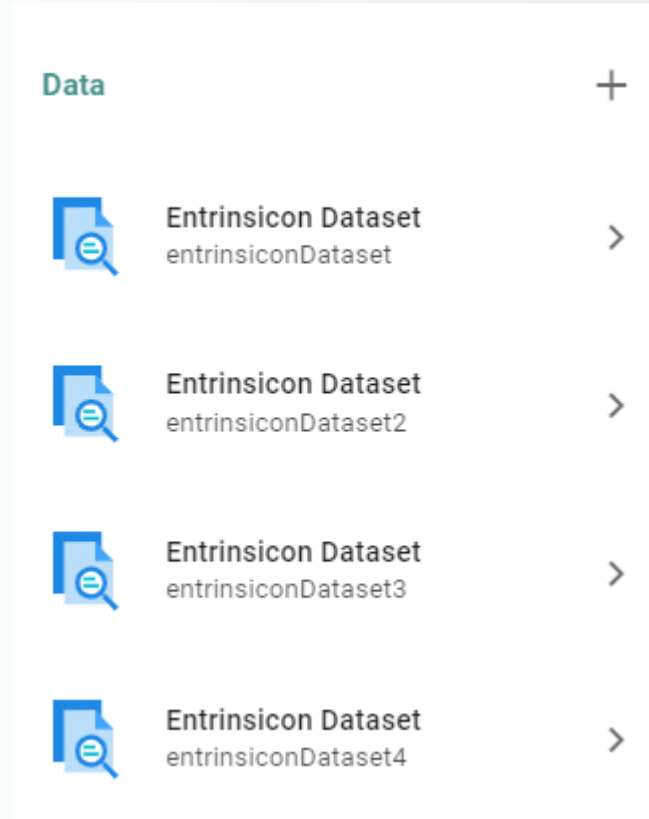 Data
Entrinsicon Dataset
entrinsiconDataset
Entrinsicon Dataset
entrinsiconDataset2
Entrinsicon Dataset
entrinsiconDataset3
Entrinsicon Dataset
entrinsiconDataset4